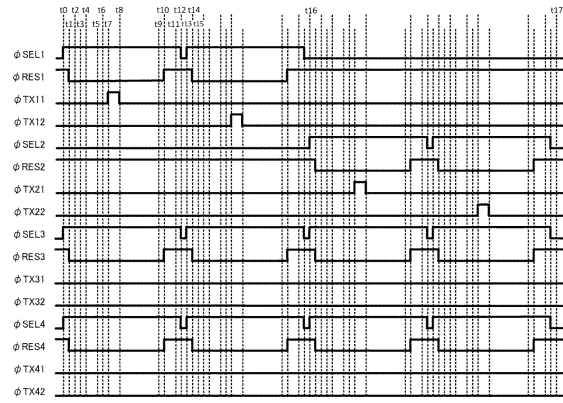 t0 t2 t4 t6 t8 t10 t12 t14 t16 t17
t1 t3 t5 t7 t9 t11 t13 t15
φSEL1
φRES1
φTX11
φTX12
φSEL2
φRES2
φTX21
φTX22
φSEL3
φRES3
φTX31
φTX32
φSEL4
φRES4
φTX41
φTX42